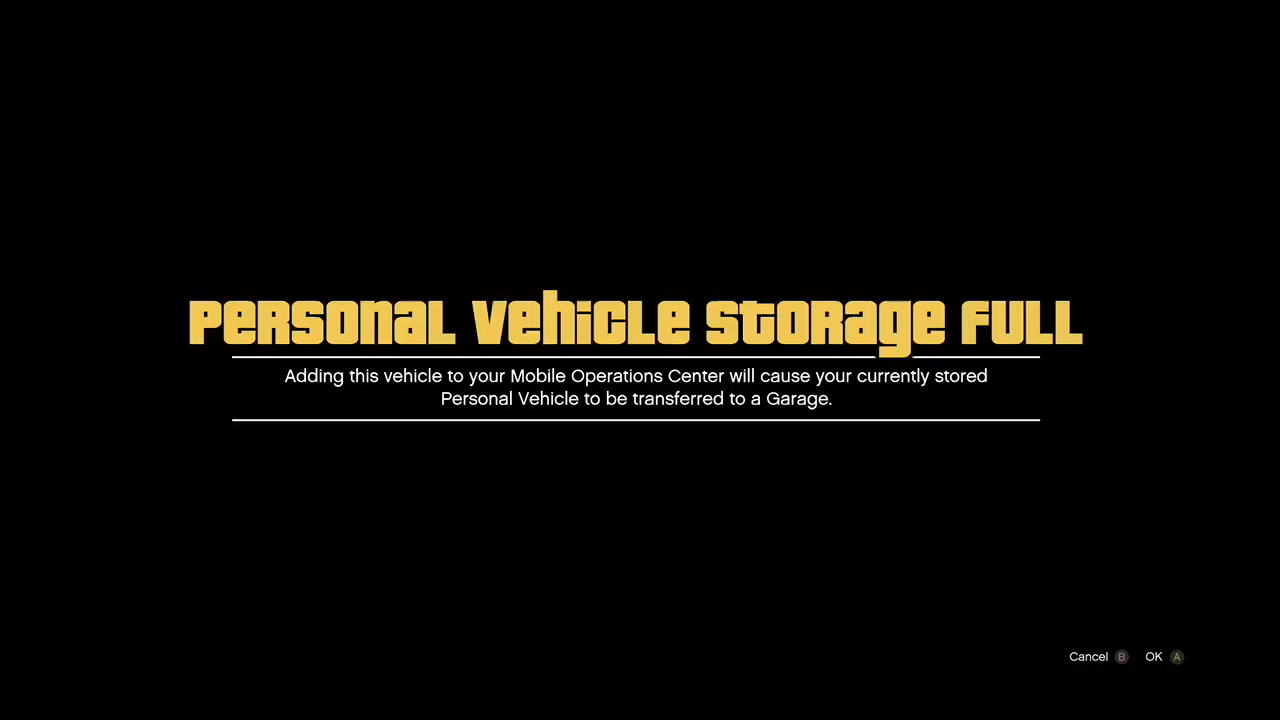 Personal Vehicle Storage Full
Adding this vehicle to your Mobile Operations Center will cause your currently stored
Personal Vehicle to be transferred to a Garage.
Cancel B OK A